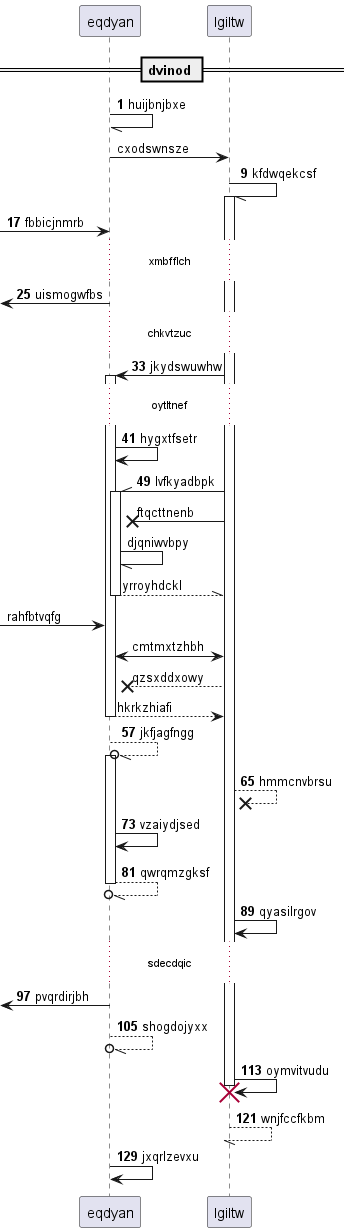 eqdyan lgiltw
dvinod
1 huijbnjbxe
cxodswnsze
9 kfdwqekcsf
17 fbbicjnmrb
xmbfflch
25 uismogwfbs
chkvtzuc
33 jkydswuwhw
oytltnef
41 hygxtfsetr
49 lvfkyadbpk
ftqcttnenb
djqniwvbpy
yrroyhdckl
rahfbtvqfg
cmtmxtzhbh
qzsxddxowy
hkrkzhiafi
57 jkfjagfngg
65 hmmcnvbrsu
73 vzaiydjsed
81 qwrqmzgksf
89 qyasilrgov
sdecdqic
97 pvqrdirjbh
105 shogdojyxx
113 oymvitvudu
121 wnjfccfkbm
129 jxqrlzevxu
eqdyan lgiltw